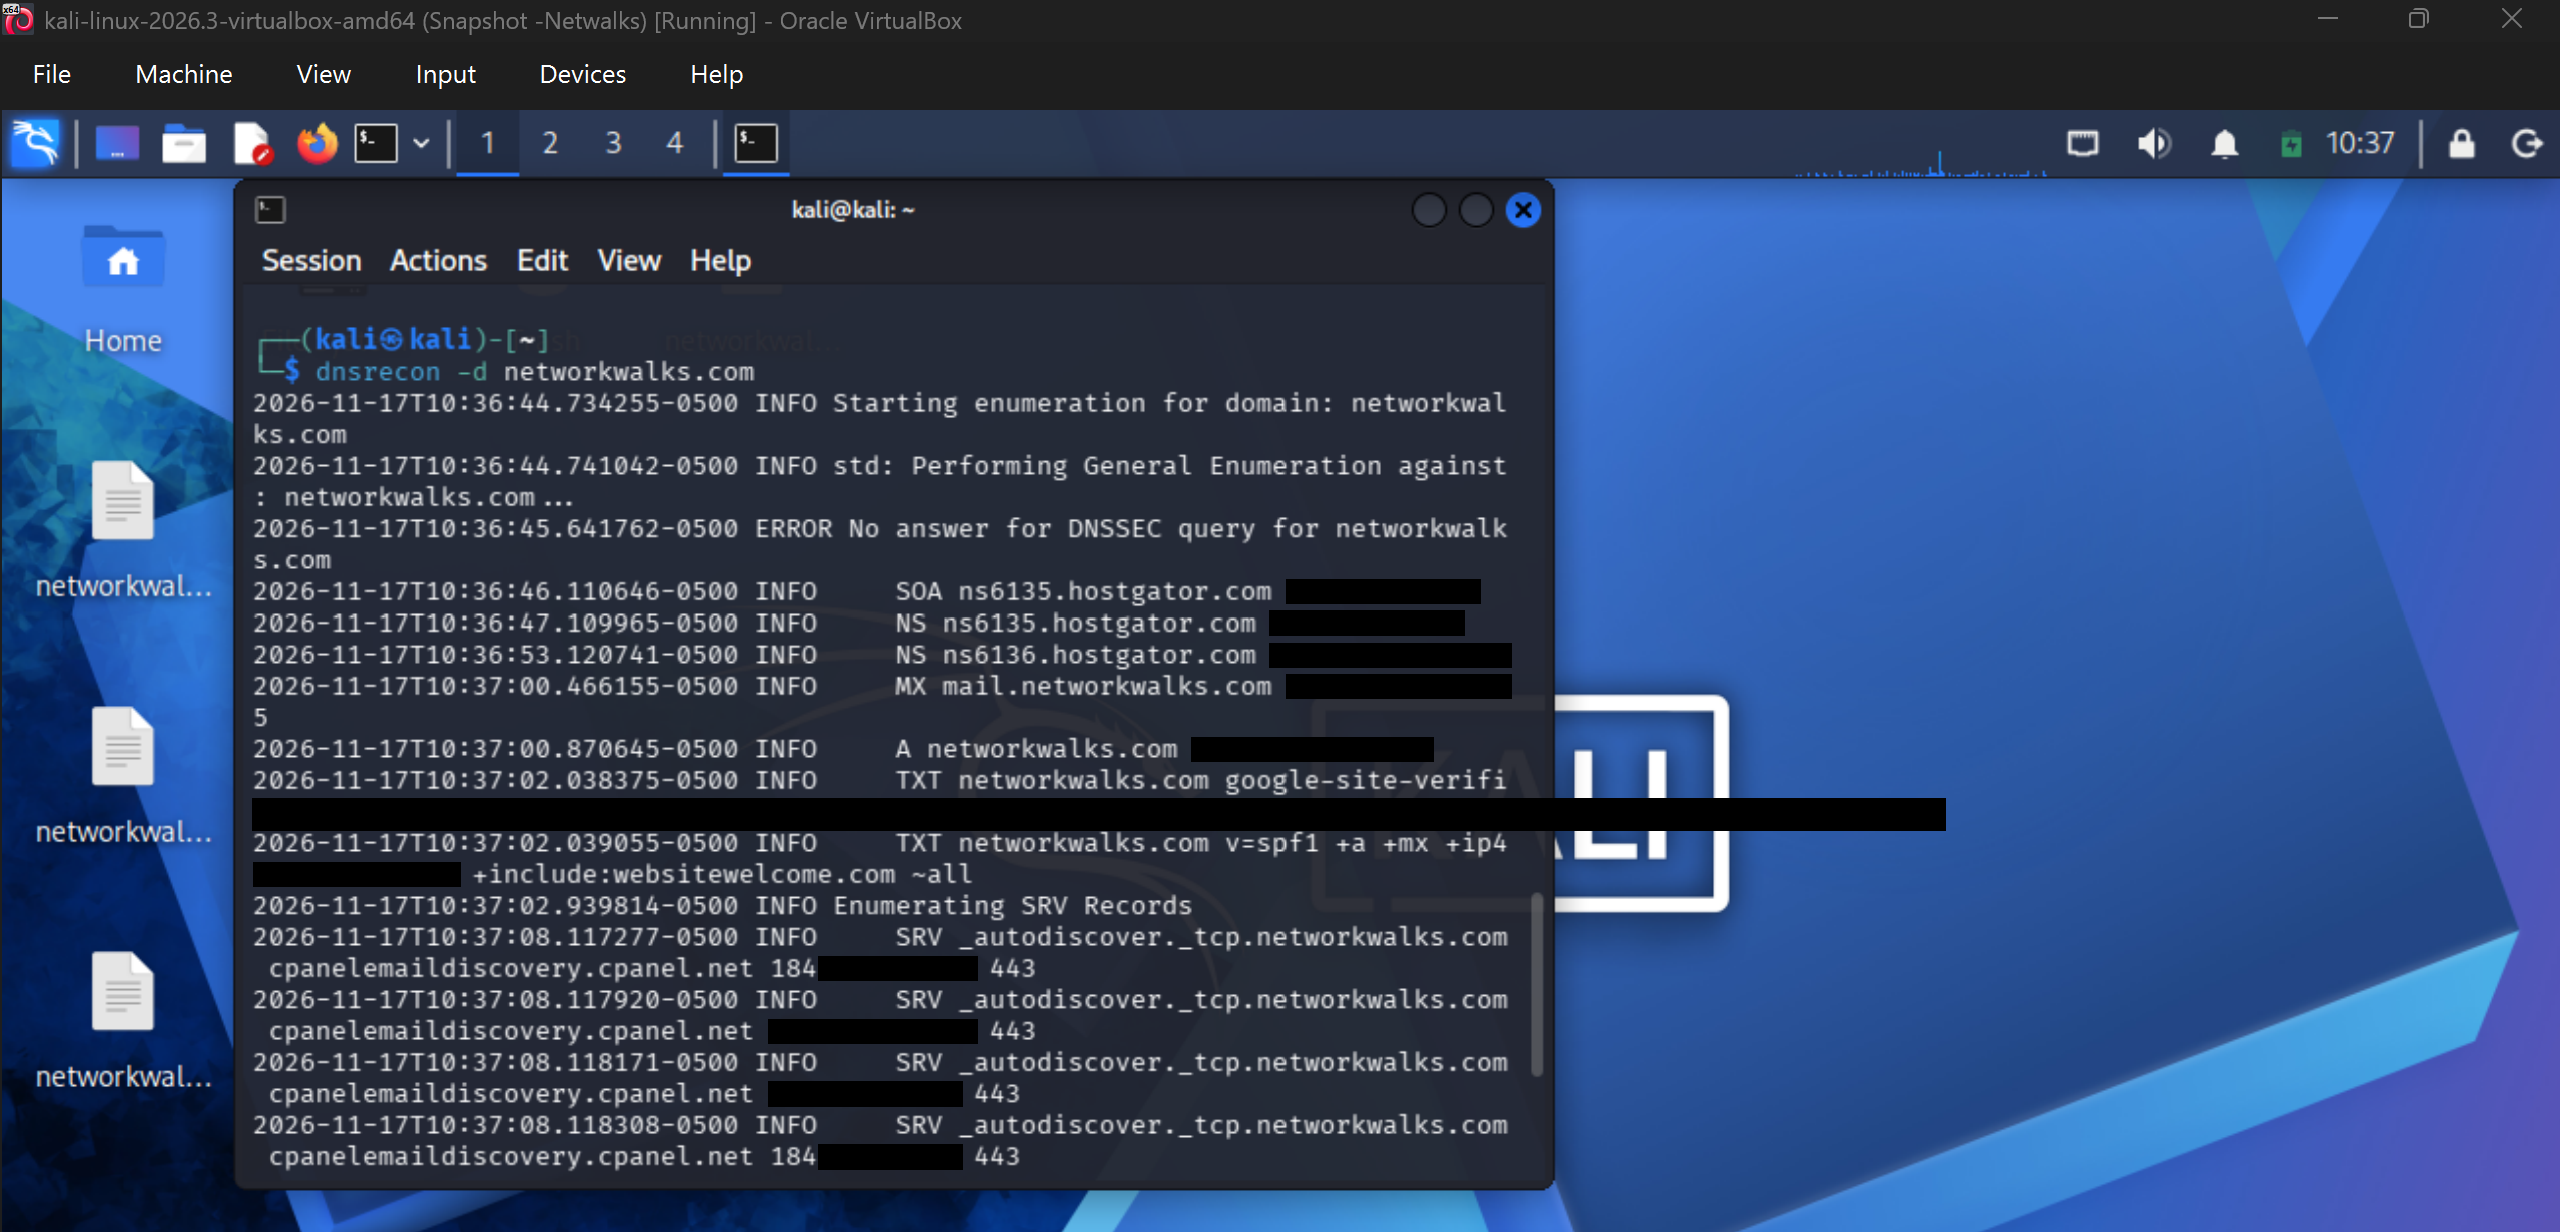 kali-linux-2026.3-virtualbox-amd64 (Snapshot -Netwalks) [Running] - Oracle VirtualBox
File Machine View Input Devices Help
1 2 3 4 10:37
kali@kali: ~
Session Actions Edit View Help
Home
networkwal...
networkwal...
networkwal...
┌──(kali㉿kali)-[~]
└─$ dnsrecon -d networkwalks.com
2026-11-17T10:36:44.734255-0500 INFO Starting enumeration for domain: networkwal
ks.com
2026-11-17T10:36:44.741042-0500 INFO std: Performing General Enumeration against
: networkwalks.com...
2026-11-17T10:36:45.641762-0500 ERROR No answer for DNSSEC query for networkwalk
s.com
2026-11-17T10:36:46.110646-0500 INFO SOA ns6135.hostgator.com
2026-11-17T10:36:47.109965-0500 INFO NS ns6135.hostgator.com
2026-11-17T10:36:53.120741-0500 INFO NS ns6136.hostgator.com
2026-11-17T10:37:00.466155-0500 INFO MX mail.networkwalks.com
5
2026-11-17T10:37:00.870645-0500 INFO A networkwalks.com
2026-11-17T10:37:02.038375-0500 INFO TXT networkwalks.com google-site-verifi
2026-11-17T10:37:02.039055-0500 INFO TXT networkwalks.com v=spf1 +a +mx +ip4
+include:websitewelcome.com ~all
2026-11-17T10:37:02.939814-0500 INFO Enumerating SRV Records
2026-11-17T10:37:08.117277-0500 INFO SRV _autodiscover._tcp.networkwalks.com
cpanelemaildiscovery.cpanel.net 184 443
2026-11-17T10:37:08.117920-0500 INFO SRV _autodiscover._tcp.networkwalks.com
cpanelemaildiscovery.cpanel.net 443
2026-11-17T10:37:08.118171-0500 INFO SRV _autodiscover._tcp.networkwalks.com
cpanelemaildiscovery.cpanel.net 443
2026-11-17T10:37:08.118308-0500 INFO SRV _autodiscover._tcp.networkwalks.com
cpanelemaildiscovery.cpanel.net 184 443
KALI